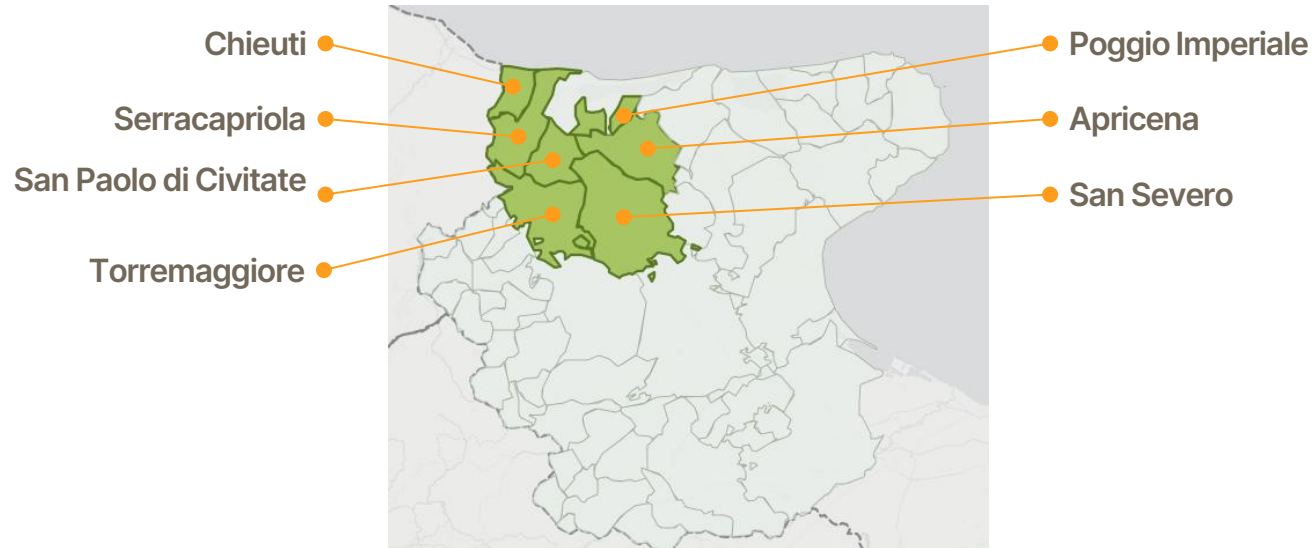 Chieuti
Serracapriola
San Paolo di Civitate
Torremaggiore
Poggio Imperiale
Apricena
San Severo